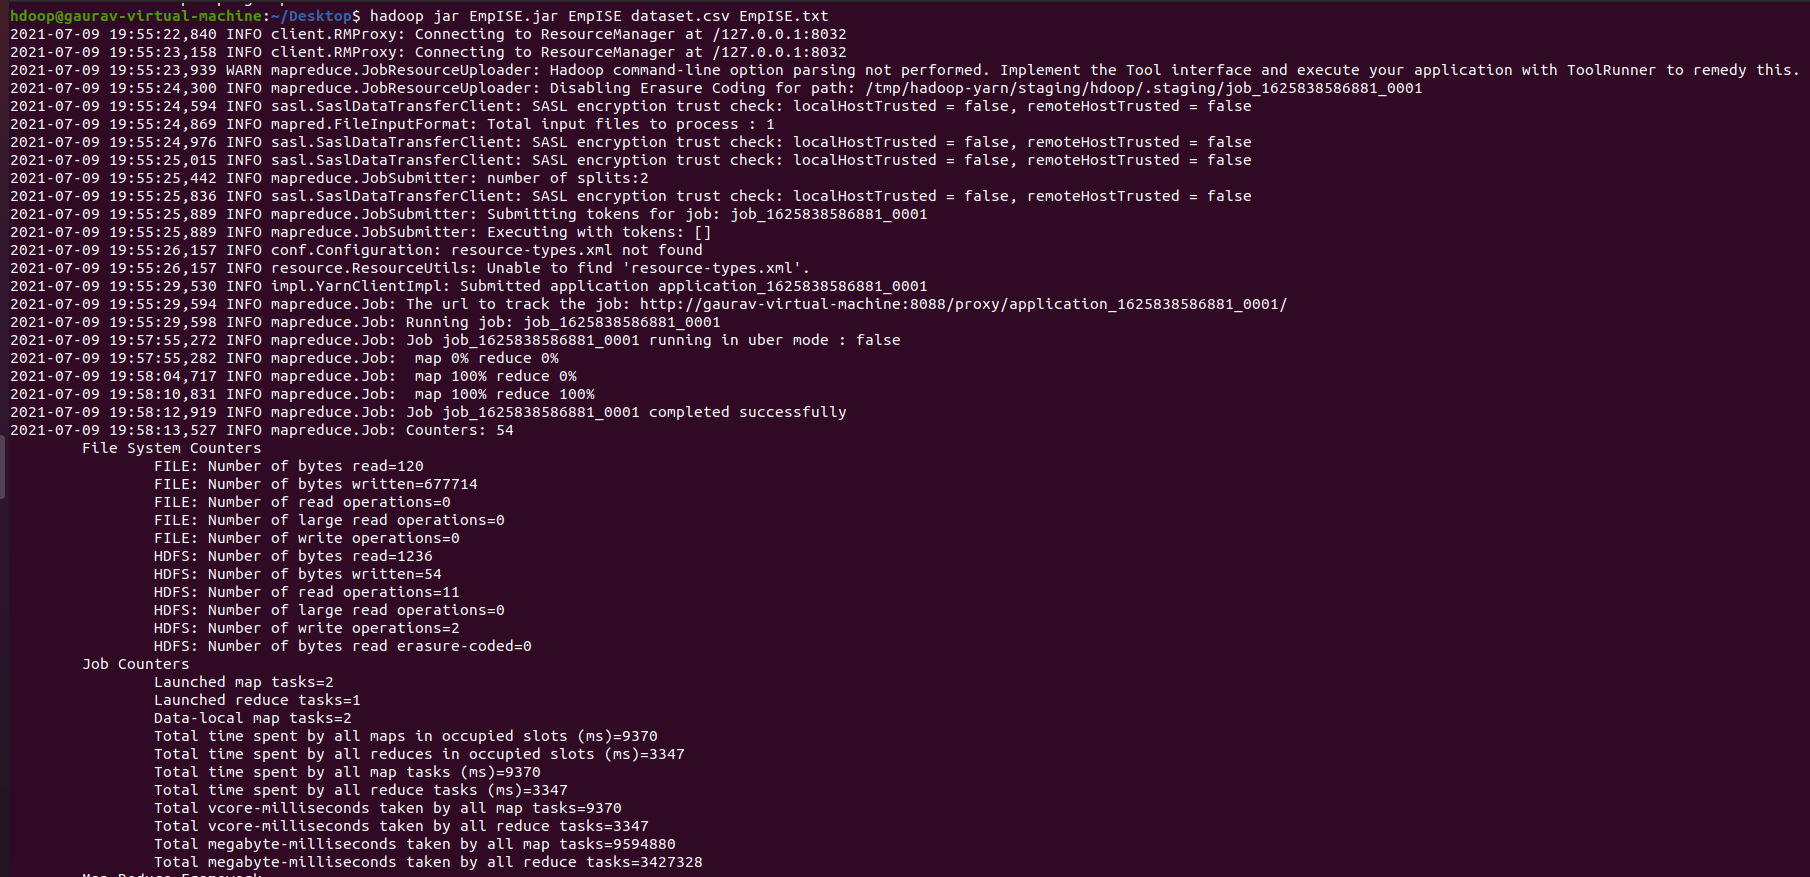 hdoop@gaurav-virtual-machine:~/Desktop$ hadoop jar EmpISE.jar EmpISE dataset.csv EmpISE.txt
2021-07-09 19:55:22,840 INFO client.RMProxy: Connecting to ResourceManager at /127.0.0.1:8032
2021-07-09 19:55:23,158 INFO client.RMProxy: Connecting to ResourceManager at /127.0.0.1:8032
2021-07-09 19:55:23,939 WARN mapreduce.JobResourceUploader: Hadoop command-line option parsing not performed. Implement the Tool interface and execute your application with ToolRunner to remedy this.
2021-07-09 19:55:24,300 INFO mapreduce.JobResourceUploader: Disabling Erasure Coding for path: /tmp/hadoop-yarn/staging/hdoop/.staging/job_1625838586881_0001
2021-07-09 19:55:24,594 INFO sasl.SaslDataTransferClient: SASL encryption trust check: localHostTrusted = false, remoteHostTrusted = false
2021-07-09 19:55:24,869 INFO mapred.FileInputFormat: Total input files to process : 1
2021-07-09 19:55:24,976 INFO sasl.SaslDataTransferClient: SASL encryption trust check: localHostTrusted = false, remoteHostTrusted = false
2021-07-09 19:55:25,015 INFO sasl.SaslDataTransferClient: SASL encryption trust check: localHostTrusted = false, remoteHostTrusted = false
2021-07-09 19:55:25,442 INFO mapreduce.JobSubmitter: number of splits:2
2021-07-09 19:55:25,836 INFO sasl.SaslDataTransferClient: SASL encryption trust check: localHostTrusted = false, remoteHostTrusted = false
2021-07-09 19:55:25,889 INFO mapreduce.JobSubmitter: Submitting tokens for job: job_1625838586881_0001
2021-07-09 19:55:25,889 INFO mapreduce.JobSubmitter: Executing with tokens: []
2021-07-09 19:55:26,157 INFO conf.Configuration: resource-types.xml not found
2021-07-09 19:55:26,157 INFO resource.ResourceUtils: Unable to find 'resource-types.xml'.
2021-07-09 19:55:29,530 INFO impl.YarnClientImpl: Submitted application application_1625838586881_0001
2021-07-09 19:55:29,594 INFO mapreduce.Job: The url to track the job: http://gaurav-virtual-machine:8088/proxy/application_1625838586881_0001/
2021-07-09 19:55:29,598 INFO mapreduce.Job: Running job: job_1625838586881_0001
2021-07-09 19:57:55,272 INFO mapreduce.Job: Job job_1625838586881_0001 running in uber mode : false
2021-07-09 19:57:55,282 INFO mapreduce.Job:  map 0% reduce 0%
2021-07-09 19:58:04,717 INFO mapreduce.Job:  map 100% reduce 0%
2021-07-09 19:58:10,831 INFO mapreduce.Job:  map 100% reduce 100%
2021-07-09 19:58:12,919 INFO mapreduce.Job: Job job_1625838586881_0001 completed successfully
2021-07-09 19:58:13,527 INFO mapreduce.Job: Counters: 54
File System Counters
FILE: Number of bytes read=120
FILE: Number of bytes written=677714
FILE: Number of read operations=0
FILE: Number of large read operations=0
FILE: Number of write operations=0
HDFS: Number of bytes read=1236
HDFS: Number of bytes written=54
HDFS: Number of read operations=11
HDFS: Number of large read operations=0
HDFS: Number of write operations=2
HDFS: Number of bytes read erasure-coded=0
Job Counters
Launched map tasks=2
Launched reduce tasks=1
Data-local map tasks=2
Total time spent by all maps in occupied slots (ms)=9370
Total time spent by all reduces in occupied slots (ms)=3347
Total time spent by all map tasks (ms)=9370
Total time spent by all reduce tasks (ms)=3347
Total vcore-milliseconds taken by all map tasks=9370
Total vcore-milliseconds taken by all reduce tasks=3347
Total megabyte-milliseconds taken by all map tasks=9594880
Total megabyte-milliseconds taken by all reduce tasks=3427328
Map-Reduce Framework